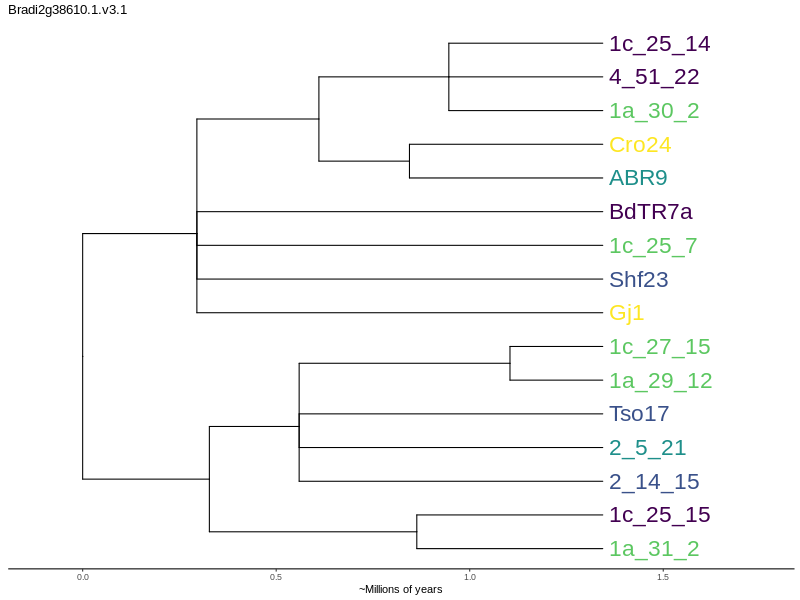 Bradi2g38610.1.v3.1
1c_25_14
4_51_22
1a_30_2
Cro24
ABR9
BdTR7a
1c_25_7
Shf23
Gj1
1c_27_15
1a_29_12
Tso17
2_5_21
2_14_15
1c_25_15
1a_31_2
0.0 0.5 1.0 1.5
~Millions of years